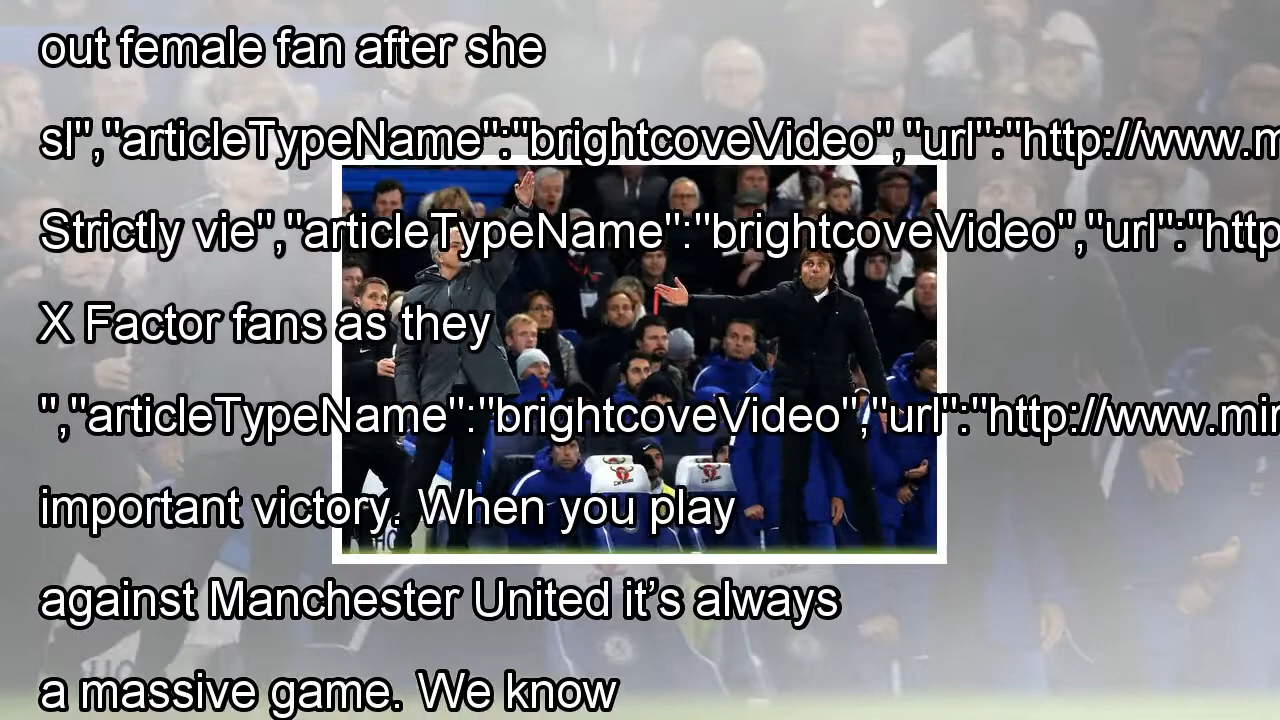 out female fan after she
sl","articleTypeName":"brightcoveVideo","url":"http://www.m
Strictly vie","articleTypeName":"brightcoveVideo","url":"http
X Factor fans as they
","articleTypeName":"brightcoveVideo","url":"http://www.mir
important victory. When you play
against Manchester United it’s always
a massive game. We know